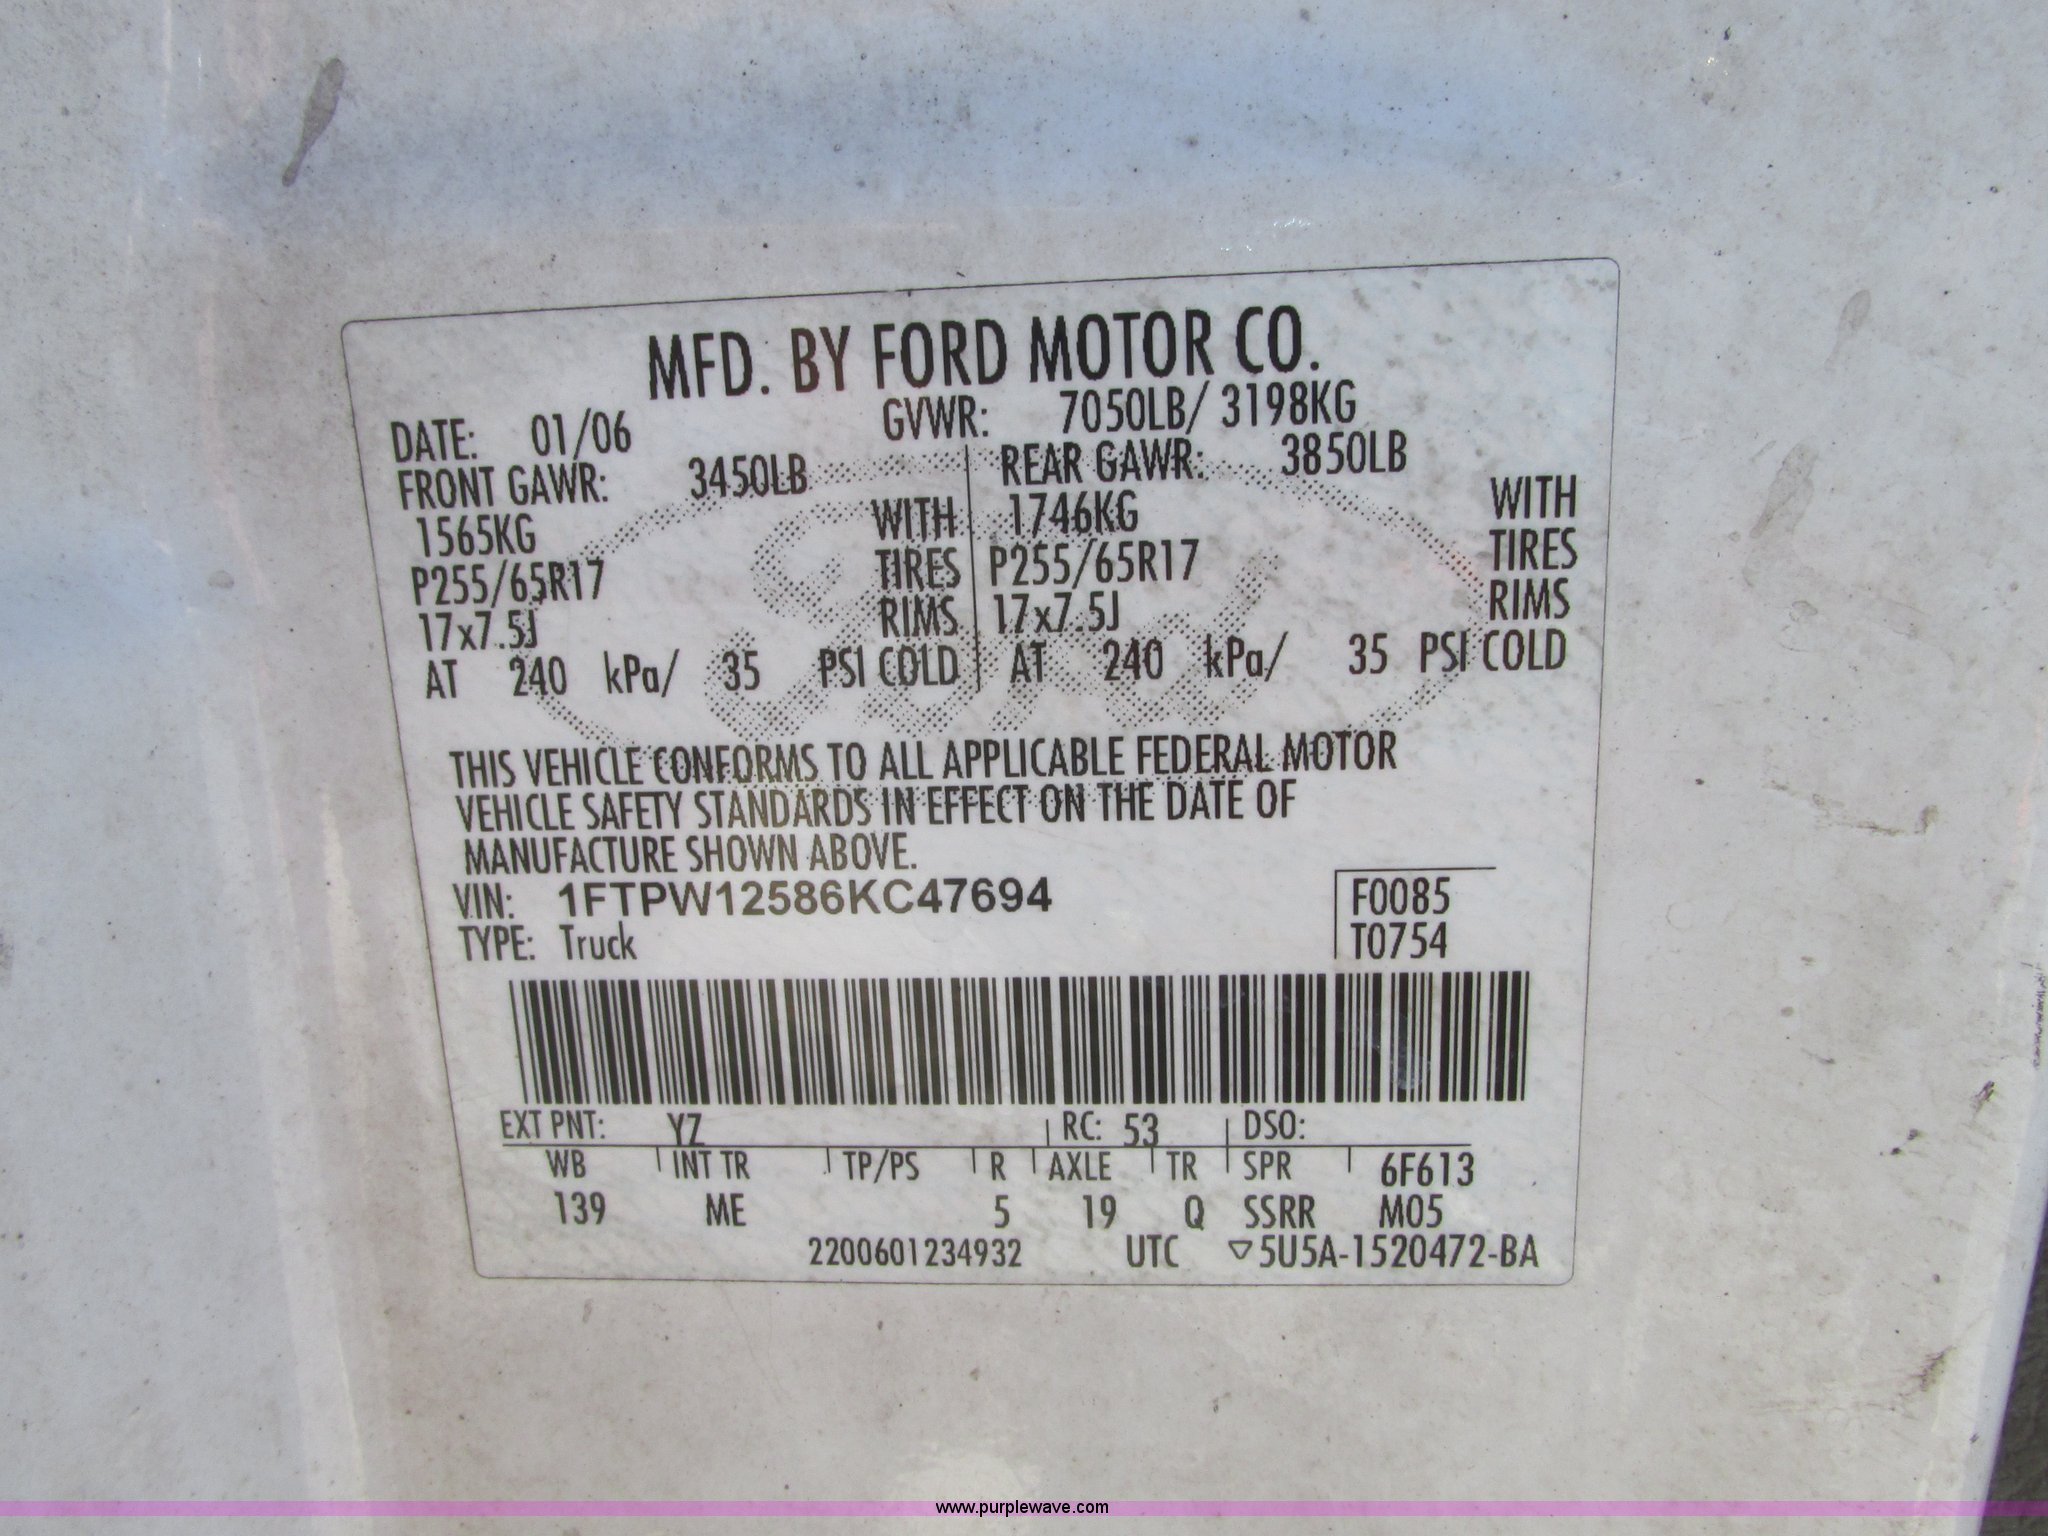 MFD. BY FORD MOTOR CO.
DATE: 01/06 GVWR: 7050LB/ 3198KG
FRONT GAWR: 3450LB REAR GAWR: 3850LB
1565KG WITH 1746KG WITH
P255/65R17 TIRES P255/65R17 TIRES
17x7.5J RIMS 17x7.5J RIMS
AT 240 kPa/ 35 PSI COLD AT 240 kPa/ 35 PSI COLD
THIS VEHICLE CONFORMS TO ALL APPLICABLE FEDERAL MOTOR
VEHICLE SAFETY STANDARDS IN EFFECT ON THE DATE OF
MANUFACTURE SHOWN ABOVE.
VIN: 1FTPW12586KC47694 F0085
TYPE: Truck T0754
EXT PNT: YZ RC: 53 DSO:
WB INT TR TP/PS R AXLE TR SPR 6F613
139 ME 5 19 Q SSRR M05
2200601234932 UTC ▽5U5A-1520472-BA
www.purplewave.com